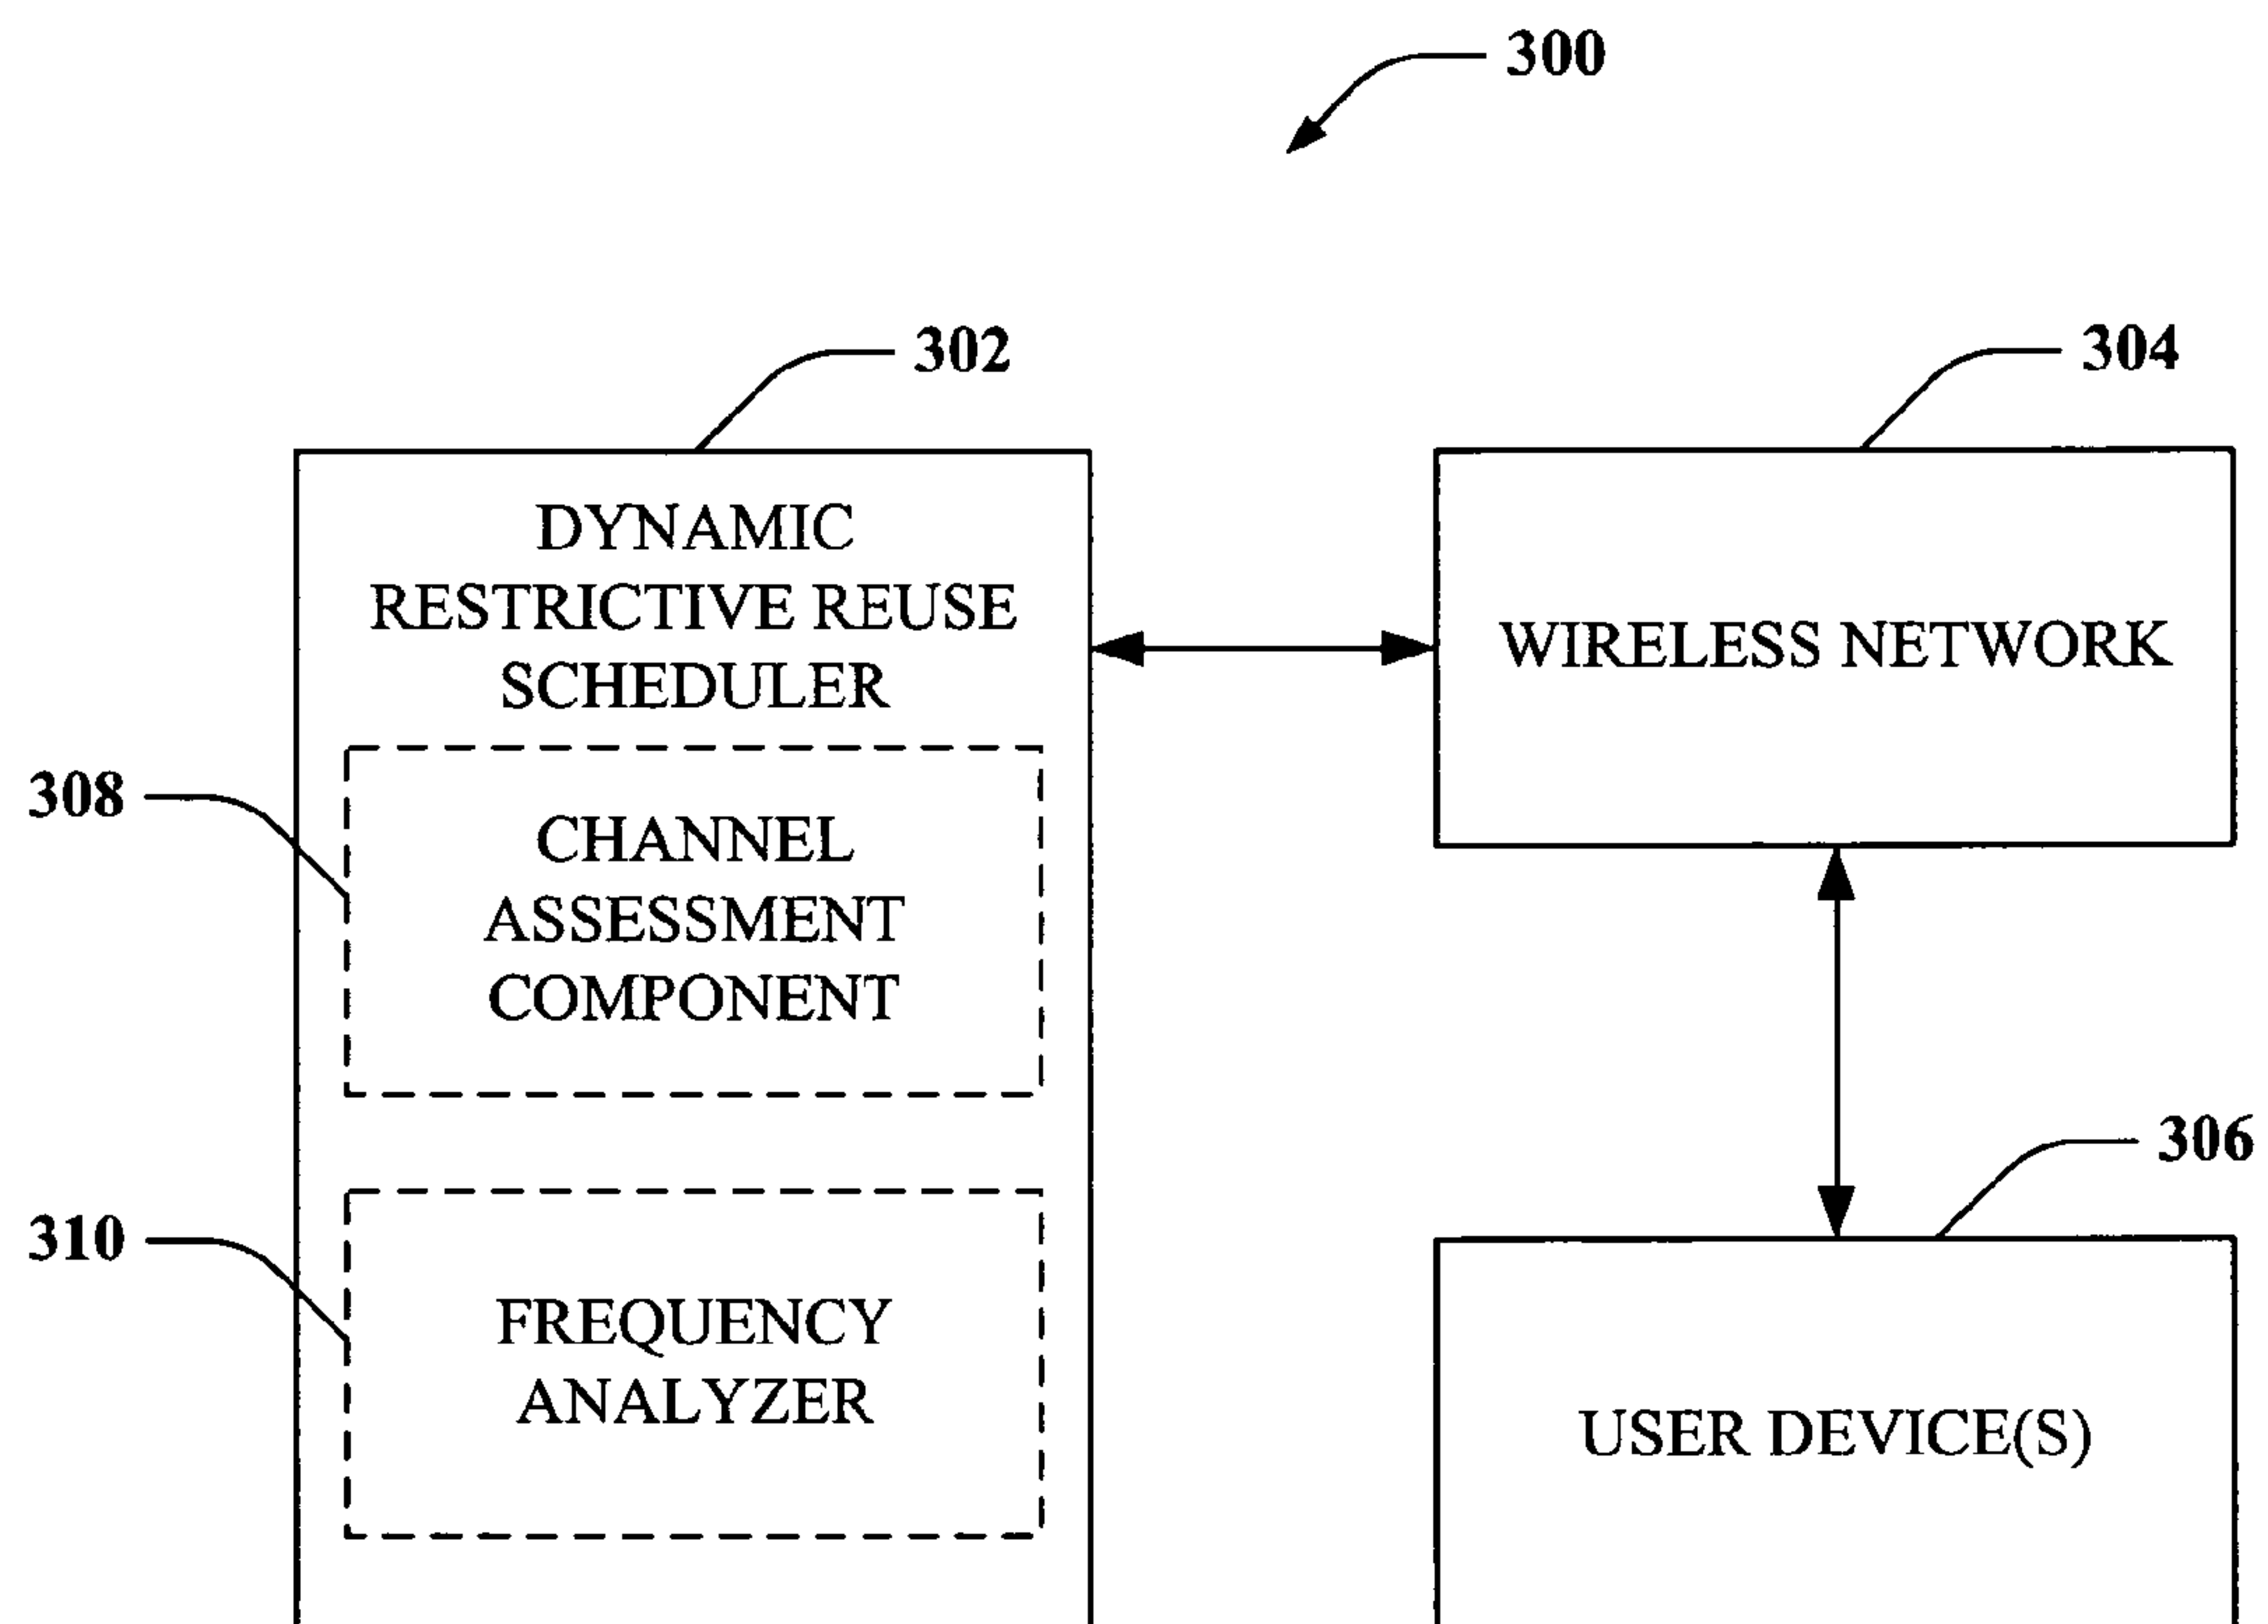 300
302
304
DYNAMIC
RESTRICTIVE REUSE
SCHEDULER
WIRELESS NETWORK
308
CHANNEL
ASSESSMENT
COMPONENT
306
310
FREQUENCY
ANALYZER
USER DEVICE(S)